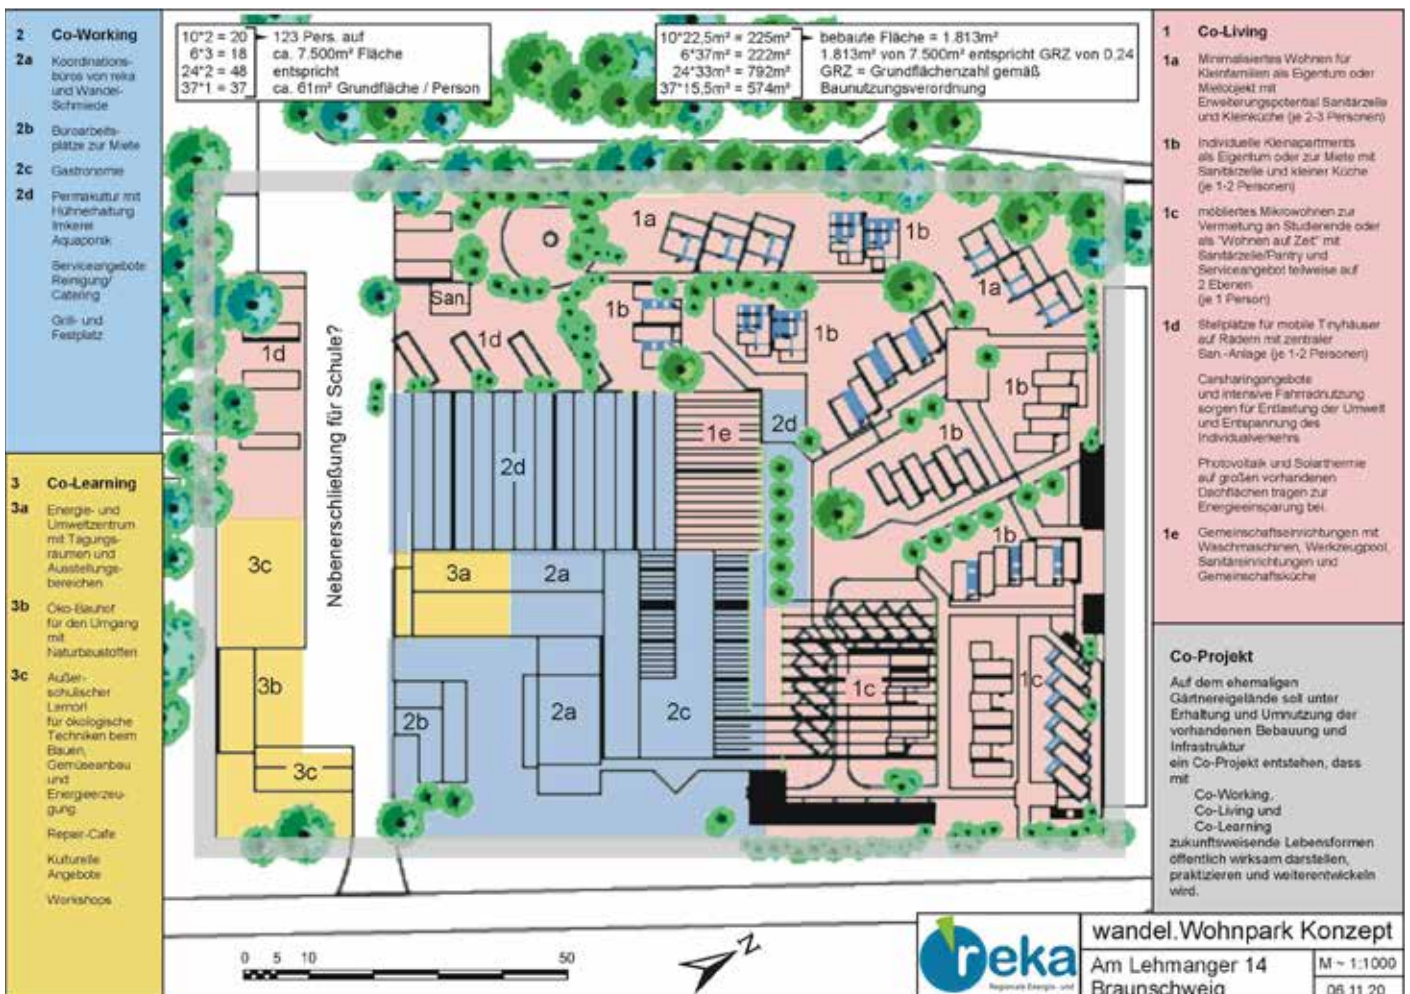 2 Co-Working
2a Koordinations-
büros von reka
und Wandel-
Schmiede
2b Büroarbeits-
plätze zur Miete
2c Gastronomie
2d Permakultur mit
Hühnerhaltung
Imkerei
Aquaponik
Serviceangebote
Reinigung/
Catering
Grill- und
Festplatz
3 Co-Learning
3a Energie- und
Umweltzentrum
mit Tagungs-
räumen und
Ausstellungs-
bereichen
3b Öko-Bauhof
für den Umgang
mit
Naturbaustoffen
3c Außer-
schulischer
Lernort
für ökologische
Techniken beim
Bauen,
Gemüseanbau
und
Energieerzeu-
gung.
Repair-Cafe
Kulturelle
Angebote
Workshops
10*2 = 20 123 Pers. auf
6*3 = 18 ca. 7.500m² Fläche
24*2 = 48 entspricht
37*1 = 37 ca. 61m² Grundfläche / Person
10*22,5m² = 225m² bebaute Fläche = 1.813m²
6*37m² = 222m² 1.813m² von 7.500m² entspricht GRZ von 0,24
24*33m² = 792m² GRZ = Grundflächenzahl gemäß
37*15,5m² = 574m² Baunutzungsverordnung
1a
1b
1a
San.
1b
1b
1d
1d
Nebenerschließung für Schule?
1b
1e
2d
1b
2d
1b
3c
3a
2a
3b
1c
1c
2b
2a
2c
3c
1 Co-Living
1a Minimalisiertes Wohnen für
Kleinfamilien als Eigentum oder
Mietobjekt mit
Erweiterungspotential Sanitärzelle
und Kleinküche (je 2-3 Personen)
1b Individuelle Kleinapartments
als Eigentum oder zur Miete mit
Sanitärzelle und kleiner Küche
(je 1-2 Personen)
1c möbliertes Mikrowohnen zur
Vermietung an Studierende oder
als "Wohnen auf Zeit" mit
Sanitärzelle/Pantry und
Serviceangebot teilweise auf
2 Ebenen
(je 1 Person)
1d Stellplätze für mobile Tinyhäuser
auf Rädern mit zentraler
San.-Anlage (je 1-2 Personen)
Carsharingangebote
und intensive Fahrradnutzung
sorgen für Entlastung der Umwelt
und Entspannung des
Individualverkehrs
Photovoltaik und Solarthermie
auf großen vorhandenen
Dachflächen tragen zur
Energieeinsparung bei.
1e Gemeinschaftseinrichtungen mit
Waschmaschinen, Werkzeugpool,
Sanitäreinrichtungen und
Gemeinschaftsküche
Co-Projekt
Auf dem ehemaligen
Gärtnereigelände soll unter
Erhaltung und Umnutzung der
vorhandenen Bebauung und
Infrastruktur
ein Co-Projekt entstehen, dass
mit
Co-Working,
Co-Living und
Co-Learning
zukunftsweisende Lebensformen
öffentlich wirksam darstellen,
praktizieren und weiterentwickeln
wird.
0 5 10 50
N
reka
Regionale Energie- und
wandel.Wohnpark Konzept
Am Lehmanger 14
Braunschweig
M ~ 1:1000
06.11.20